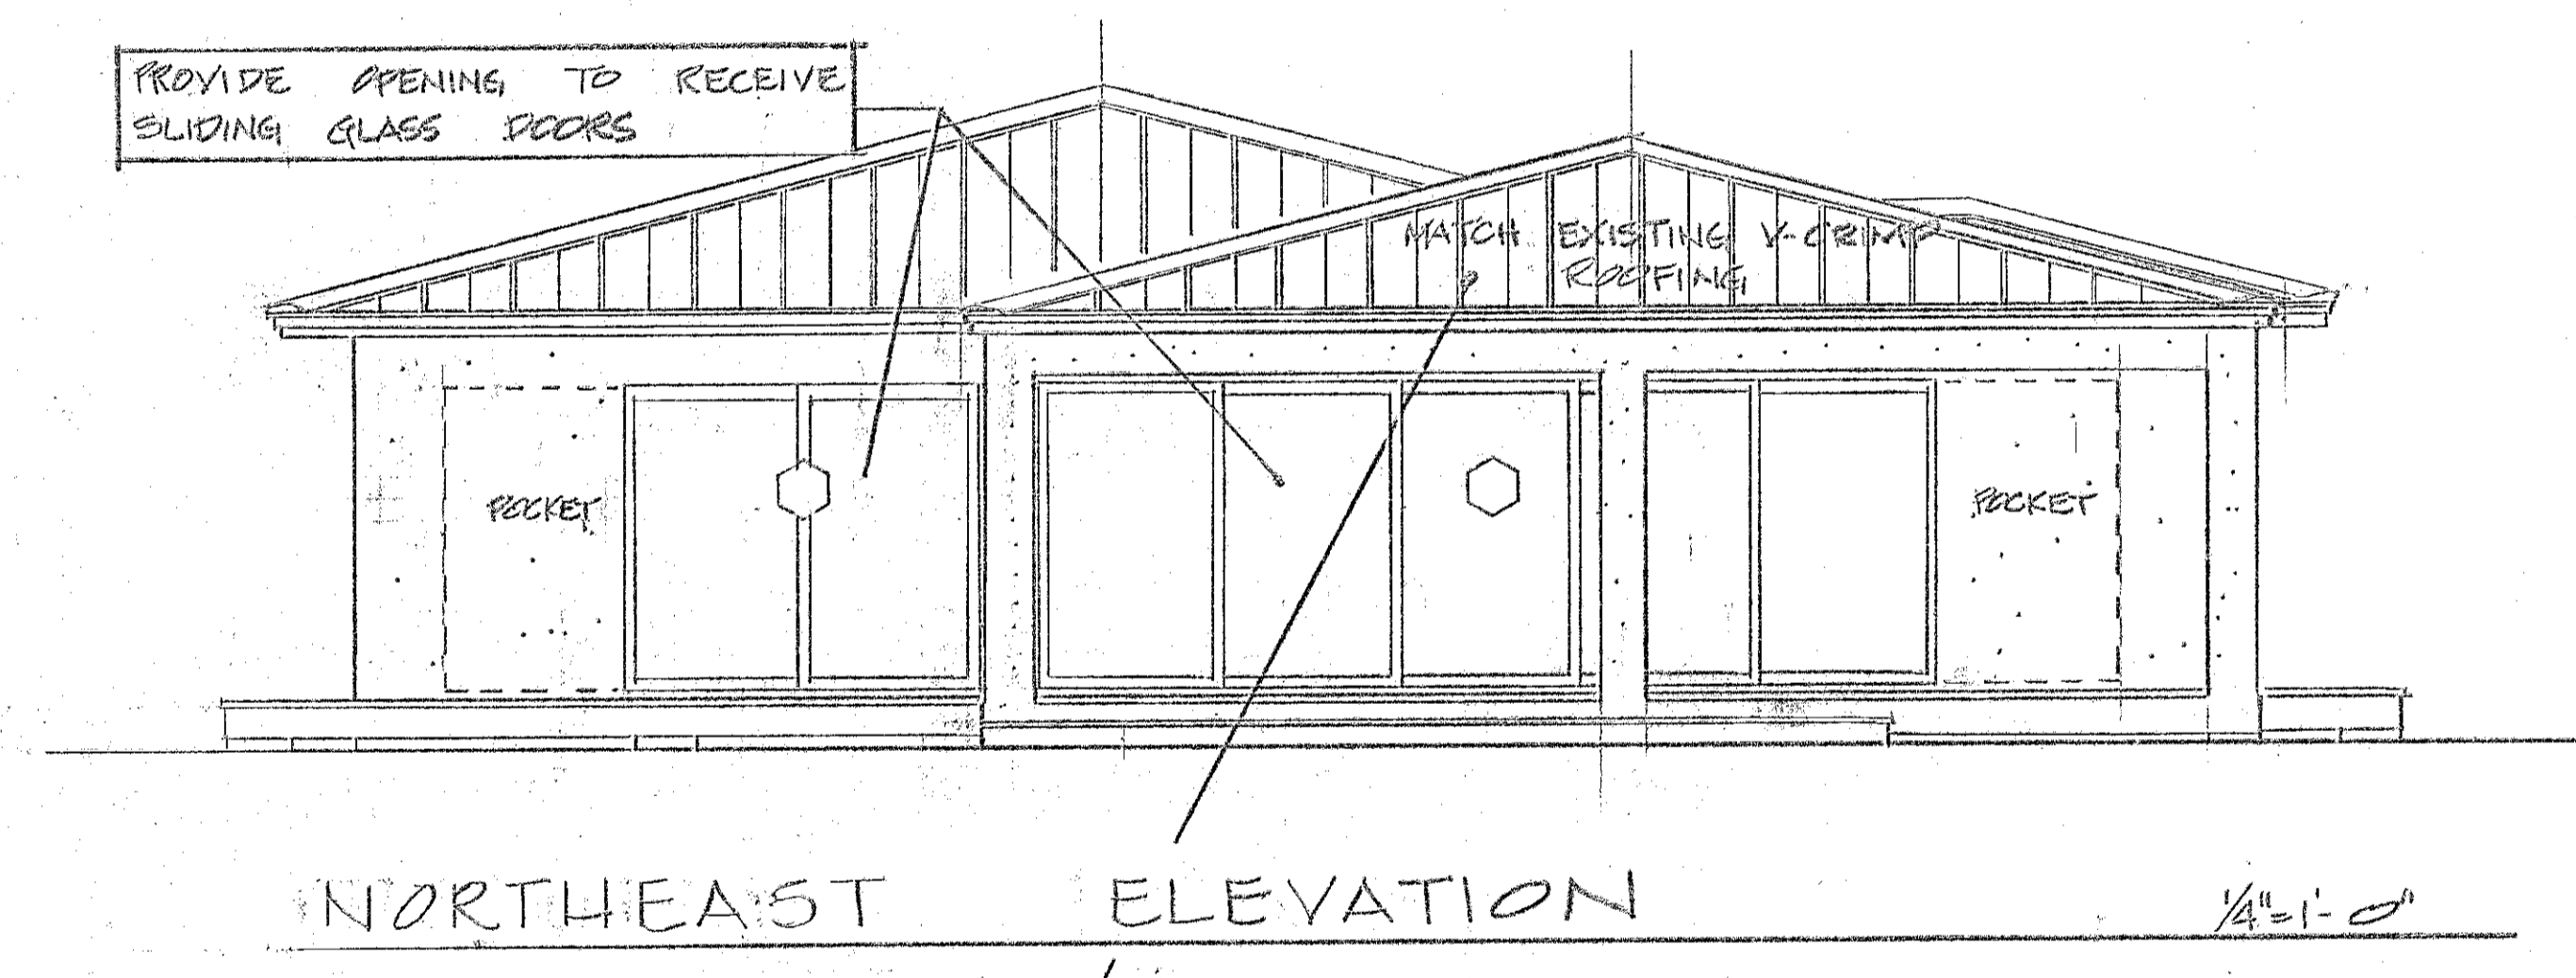 PROVIDE OPENING TO RECEIVE
SLIDING GLASS DOORS
MATCH EXISTING V-CRIMP
ROOFING
POCKET
POCKET
NORTHEAST ELEVATION
1/4"=1'-0"